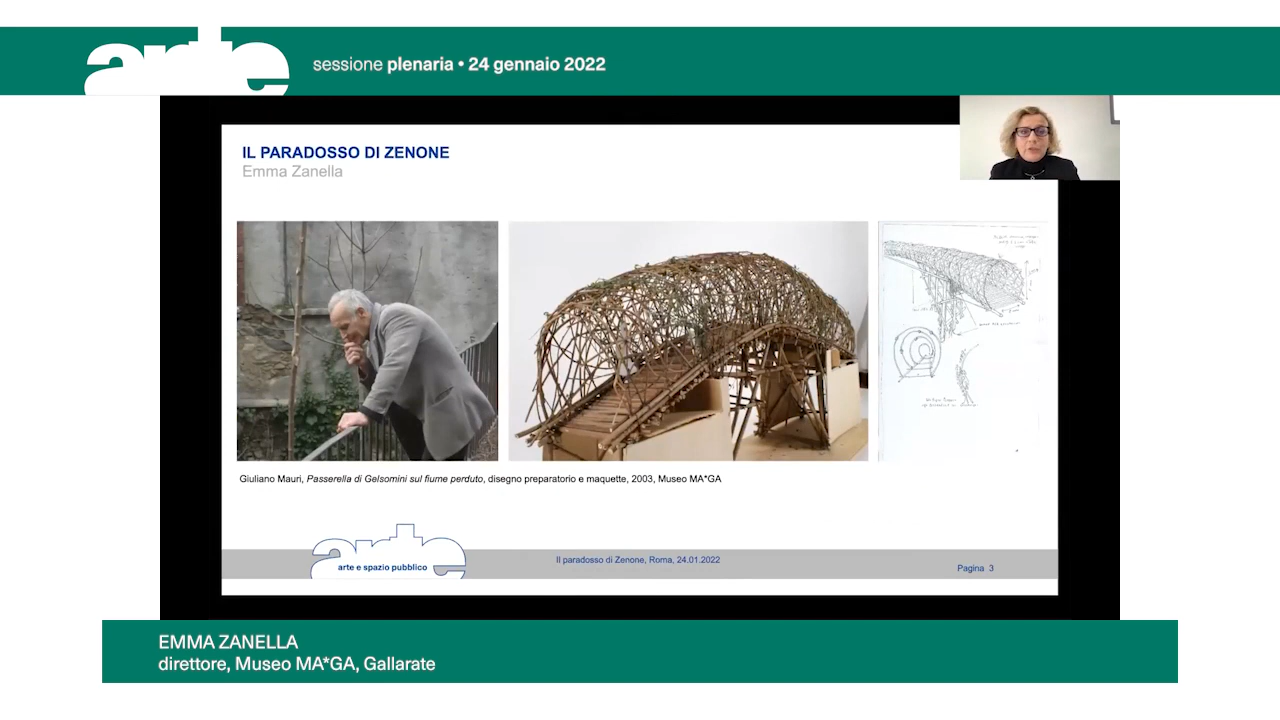 arte
sessione plenaria • 24 gennaio 2022
IL PARADOSSO DI ZENONE
Emma Zanella
Giuliano Mauri, Passerella di Gelsomini sul fiume perduto, disegno preparatorio e maquette, 2003, Museo MA*GA
arte
arte e spazio pubblico
Il paradosso di Zenone, Roma, 24.01.2022
Pagina 3
EMMA ZANELLA
direttore, Museo MA*GA, Gallarate